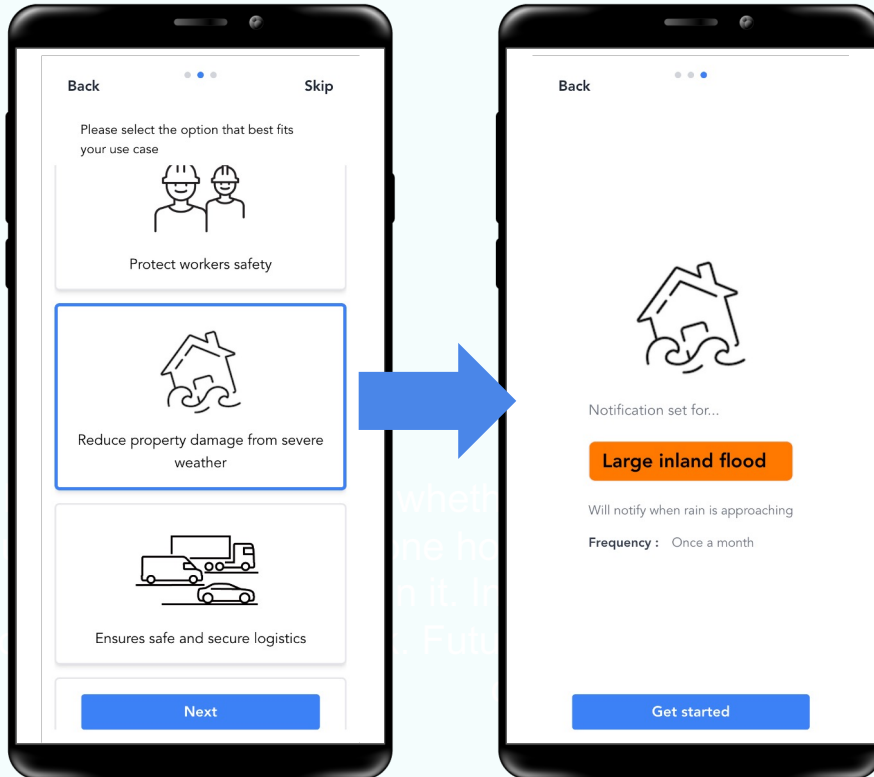 Back
Skip
Please select the option that best fits
your use case
Protect workers safety
Reduce property damage from severe
weather
Ensures safe and secure logistics
Next
Back
Notification set for...
Large inland flood
Will notify when rain is approaching
Frequency : Once a month
Get started